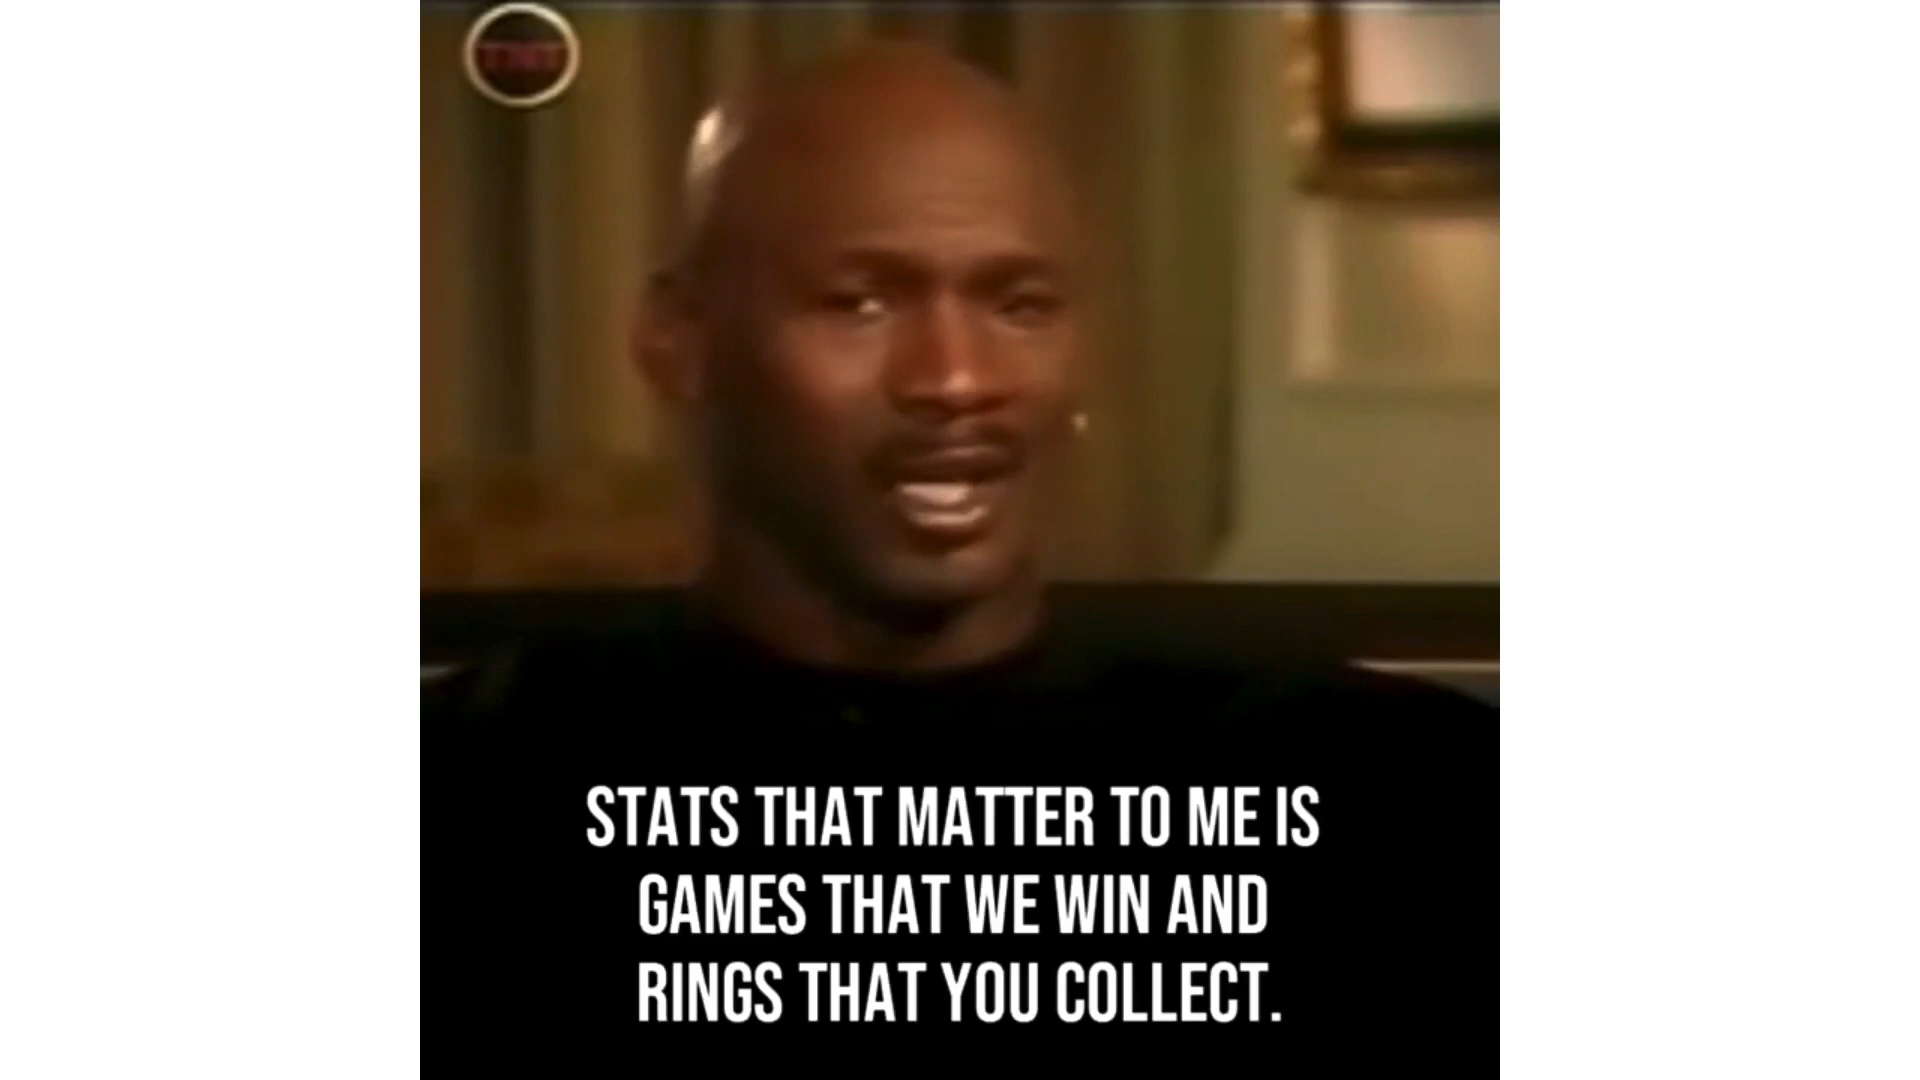 STATS THAT MATTER TO ME IS
GAMES THAT WE WIN AND
RINGS THAT YOU COLLECT.